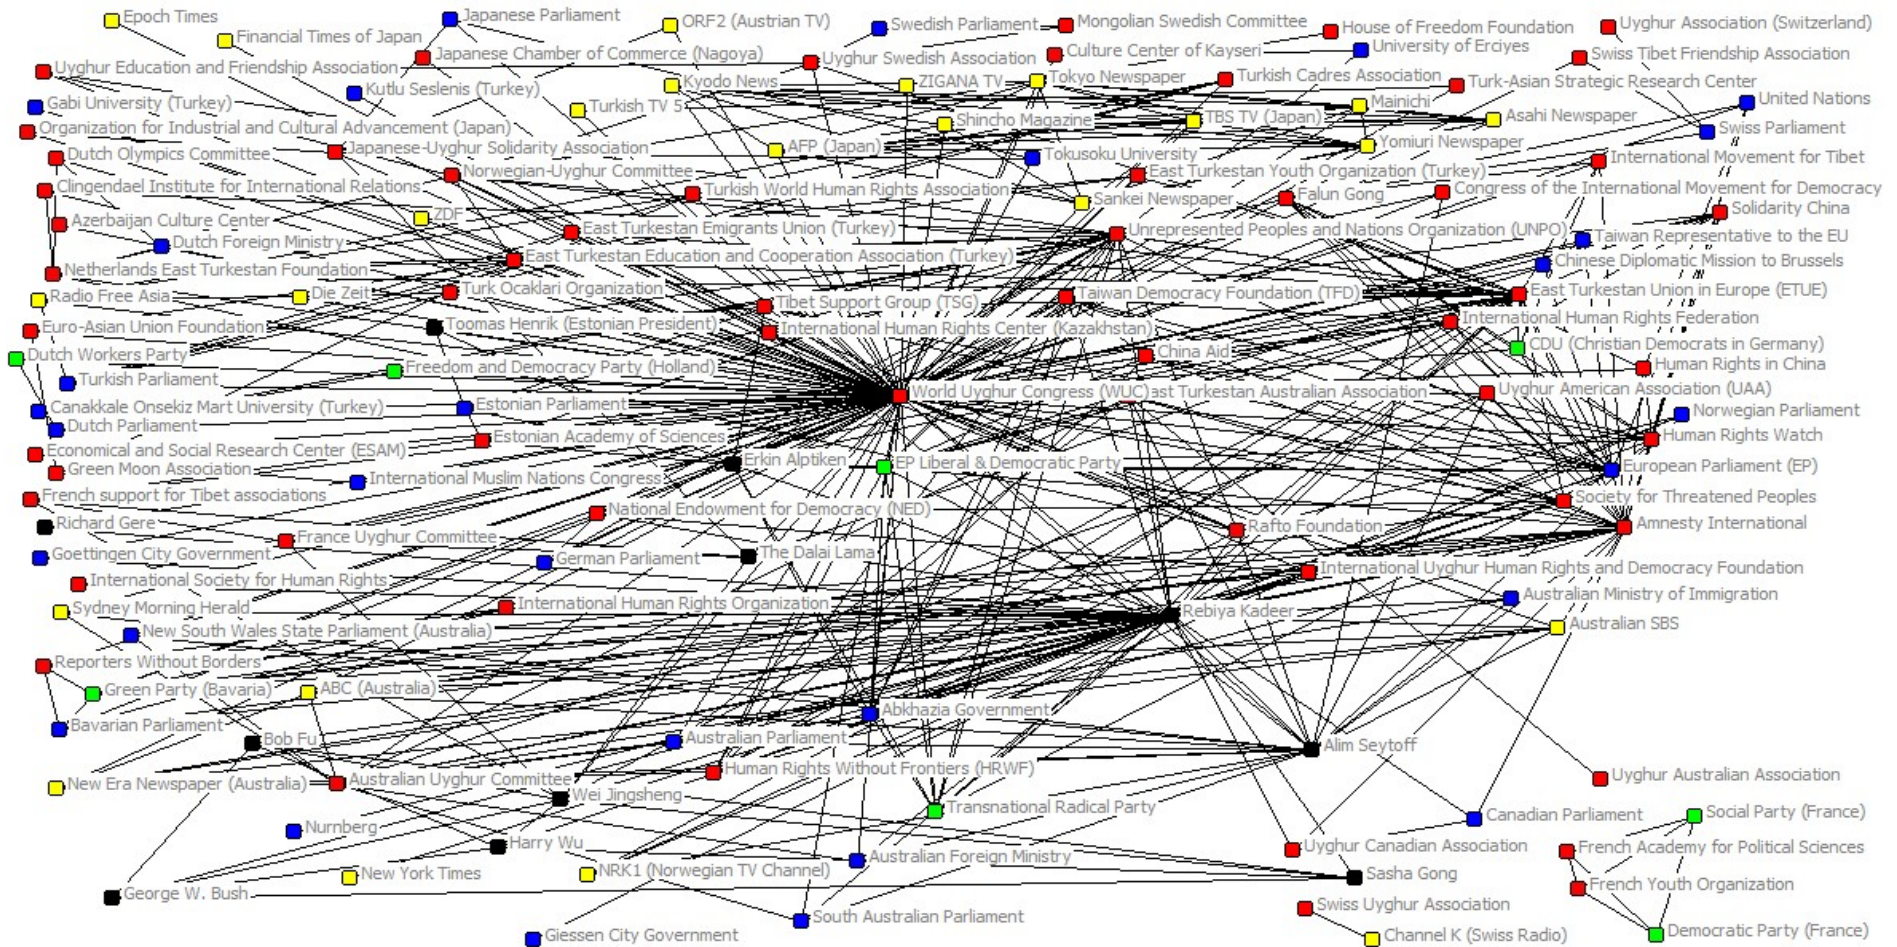 Epoch Times
Japanese Parliament
ORF2 (Austrian TV)
Swedish Parliament
Mongolian Swedish Committee
House of Freedom Foundation
Uyghur Association (Switzerland)
Financial Times of Japan
Japanese Chamber of Commerce (Nagoya)
Uyghur Swedish Association
Culture Center of Kayseri
University of Erciyes
Swiss Tibet Friendship Association
Uyghur Education and Friendship Association
Kutlu Seslenis (Turkey)
Kyodo News
ZIGANA TV
Tokyo Newspaper
Turkish Cadres Association
Turk-Asian Strategic Research Center
Gabi University (Turkey)
Turkish TV 5
Shincho Magazine
TBS TV (Japan)
Mainichi
Asahi Newspaper
United Nations
Organization for Industrial and Cultural Advancement (Japan)
Swiss Parliament
Dutch Olympics Committee
Japanese-Uyghur Solidarity Association
AFP (Japan)
Tokusoku University
Yomiuri Newspaper
International Movement for Tibet
Norwegian-Uyghur Committee
East Turkestan Youth Organization (Turkey)
Clingendael Institute for International Relations
Turkish World Human Rights Association
Sankei Newspaper
Falun Gong
Congress of the International Movement for Democracy
Solidarity China
Azerbaijan Culture Center
ZDF
East Turkestan Emigrants Union (Turkey)
Unrepresented Peoples and Nations Organization (UNPO)
Taiwan Representative to the EU
Dutch Foreign Ministry
East Turkestan Education and Cooperation Association (Turkey)
Chinese Diplomatic Mission to Brussels
Netherlands East Turkestan Foundation
Radio Free Asia
Die Zeit
Turk Ocaklari Organization
Tibet Support Group (TSG)
Taiwan Democracy Foundation (TFD)
East Turkestan Union in Europe (ETUE)
Euro-Asian Union Foundation
Toomas Henrik (Estonian President)
International Human Rights Center (Kazakhstan)
International Human Rights Federation
Dutch Workers Party
Freedom and Democracy Party (Holland)
China Aid
CDU (Christian Democrats in Germany)
Human Rights in China
Turkish Parliament
World Uyghur Congress (WUC)
ast Turkestan Australian Association
Uyghur American Association (UAA)
Canakkale Onsekiz Mart University (Turkey)
Estonian Parliament
Norwegian Parliament
Dutch Parliament
Estonian Academy of Sciences
Human Rights Watch
Economical and Social Research Center (ESAM)
Green Moon Association
International Muslim Nations Congress
Erkin Alptiken
EP Liberal & Democratic Party
European Parliament (EP)
French support for Tibet associations
National Endowment for Democracy (NED)
Society for Threatened Peoples
Richard Gere
France Uyghur Committee
Rafto Foundation
Amnesty International
Goettingen City Government
German Parliament
The Dalai Lama
International Uyghur Human Rights and Democracy Foundation
International Society for Human Rights
Sydney Morning Herald
International Human Rights Organization
Rebiya Kadeer
Australian Ministry of Immigration
New South Wales State Parliament (Australia)
Australian SBS
Reporters Without Borders
Green Party (Bavaria)
ABC (Australia)
Bavarian Parliament
Abkhazia Government
Bob Fu
Australian Parliament
Alim Seytoff
New Era Newspaper (Australia)
Australian Uyghur Committee
Human Rights Without Frontiers (HRWF)
Uyghur Australian Association
Wei Jingsheng
Transnational Radical Party
Canadian Parliament
Social Party (France)
Nurnberg
Harry Wu
Australian Foreign Ministry
Uyghur Canadian Association
French Academy for Political Sciences
New York Times
NRK1 (Norwegian TV Channel)
Sasha Gong
French Youth Organization
George W. Bush
South Australian Parliament
Swiss Uyghur Association
Giessen City Government
Channel K (Swiss Radio)
Democratic Party (France)